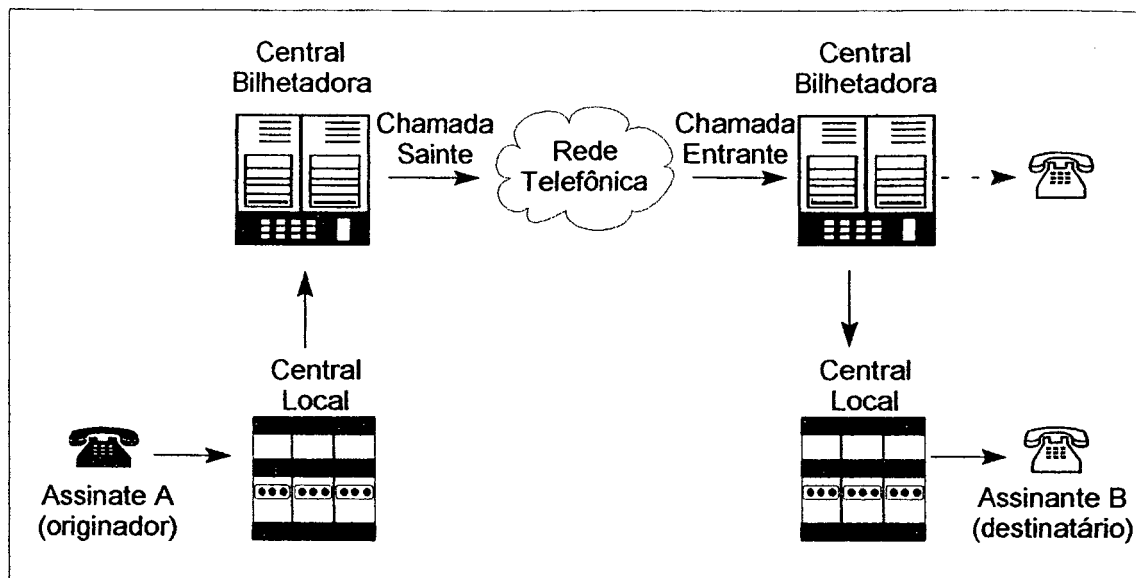 Central
Bilhetadora
Chamada
Sainte
Rede
Telefônica
Chamada
Entrante
Central
Bilhetadora
Central
Local
Assinate A
(originador)
Central
Local
Assinante B
(destinatário)